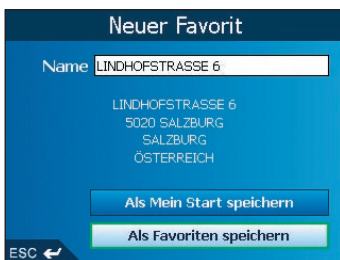 Neuer Favorit
Name LINDHOFSTRASSE 6
LINDHOFSTRASSE 6
5020 SALZBURG
SALZBURG
ÖSTERREICH
Als Mein Start speichern
Als Favoriten speichern
ESC